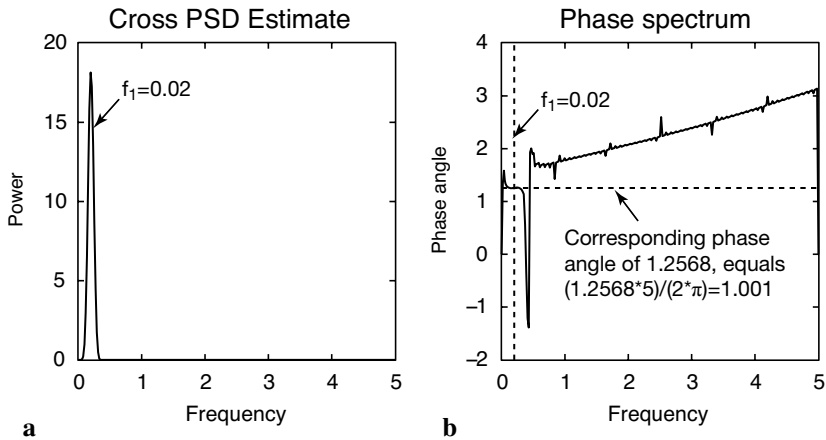 Cross PSD Estimate
20
15
10
5
0
Power
f1=0.02
0 1 2 3 4 5
Frequency
a
Phase spectrum
4
3
2
1
0
−1
−2
Phase angle
f1=0.02
Corresponding phase
angle of 1.2568, equals
(1.2568*5)/(2*π)=1.001
0 1 2 3 4 5
Frequency
b